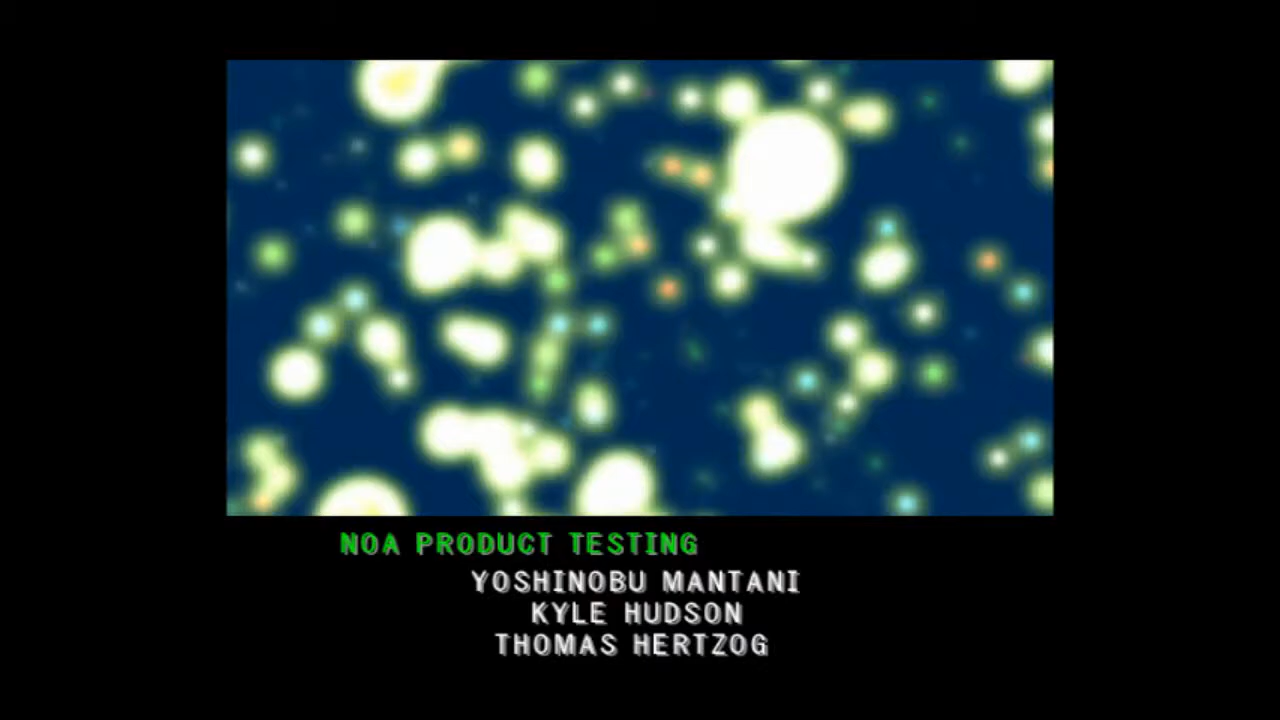 NOA PRODUCT TESTING
YOSHINOBU MANTANI
KYLE HUDSON
THOMAS HERTZOG